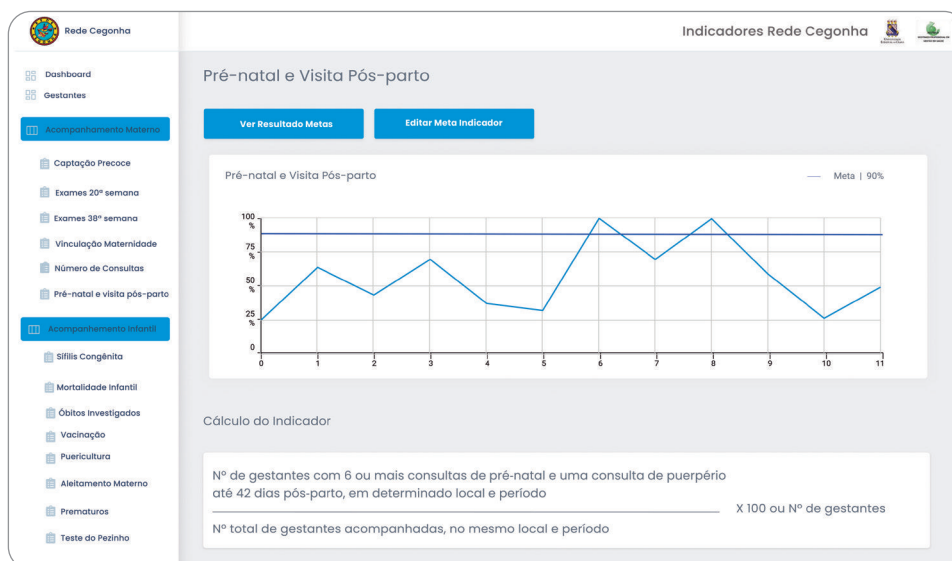 Rede Cegonha
Indicadores Rede Cegonha
Dashboard
Gestantes
Acompanhamento Materno
Captação Precoce
Exames 20ª semana
Exames 38ª semana
Vinculação Maternidade
Número de Consultas
Pré-natal e visita pós-parto
Acompanhemento infantil
Sífilis Congênita
Mortalidade Infantil
Óbitos Investigados
Vacinação
Puericultura
Aleitamento Materno
Prematuros
Teste do Pezinho
Pré-natal e Visita Pós-parto
Ver Resultado Metas
Editar Meta Indicador
Pré-natal e Visita Pós-parto
Meta | 90%
100
%
75
%
50
%
25
%
0
0 1 2 3 4 5 6 7 8 9 10 11
Cálculo do Indicador
Nº de gestantes com 6 ou mais consultas de pré-natal e uma consulta de puerpério
até 42 dias pós-parto, em determinado local e período
X 100 ou Nº de gestantes
Nº total de gestantes acompanhadas, no mesmo local e período